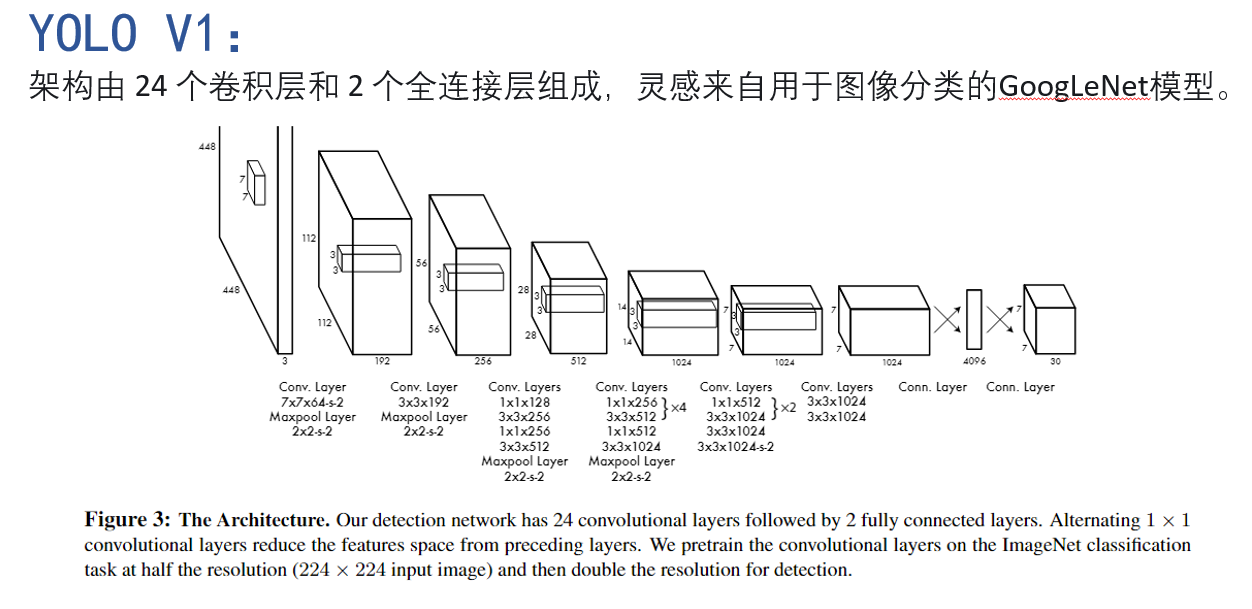 YOLO V1:
架构由 24 个卷积层和 2 个全连接层组成，灵感来自用于图像分类的GoogLeNet模型。
448
448
7
7
3
112
112
3
3
192
56
56
3
3
256
28
28
3
3
512
14
14
3
3
1024
7
7
3
3
1024
7
7
1024
4096
7
7
30
Conv. Layer
7x7x64-s-2
Maxpool Layer
2x2-s-2
Conv. Layer
3x3x192
Maxpool Layer
2x2-s-2
Conv. Layers
1x1x128
3x3x256
1x1x256
3x3x512
Maxpool Layer
2x2-s-2
Conv. Layers
1x1x256
3x3x512 }×4
1x1x512
3x3x1024
Maxpool Layer
2x2-s-2
Conv. Layers
1x1x512
3x3x1024 }×2
3x3x1024
3x3x1024-s-2
Conv. Layers
3x3x1024
3x3x1024
Conn. Layer
Conn. Layer
Figure 3: The Architecture. Our detection network has 24 convolutional layers followed by 2 fully connected layers. Alternating 1 × 1
convolutional layers reduce the features space from preceding layers. We pretrain the convolutional layers on the ImageNet classification
task at half the resolution (224 × 224 input image) and then double the resolution for detection.